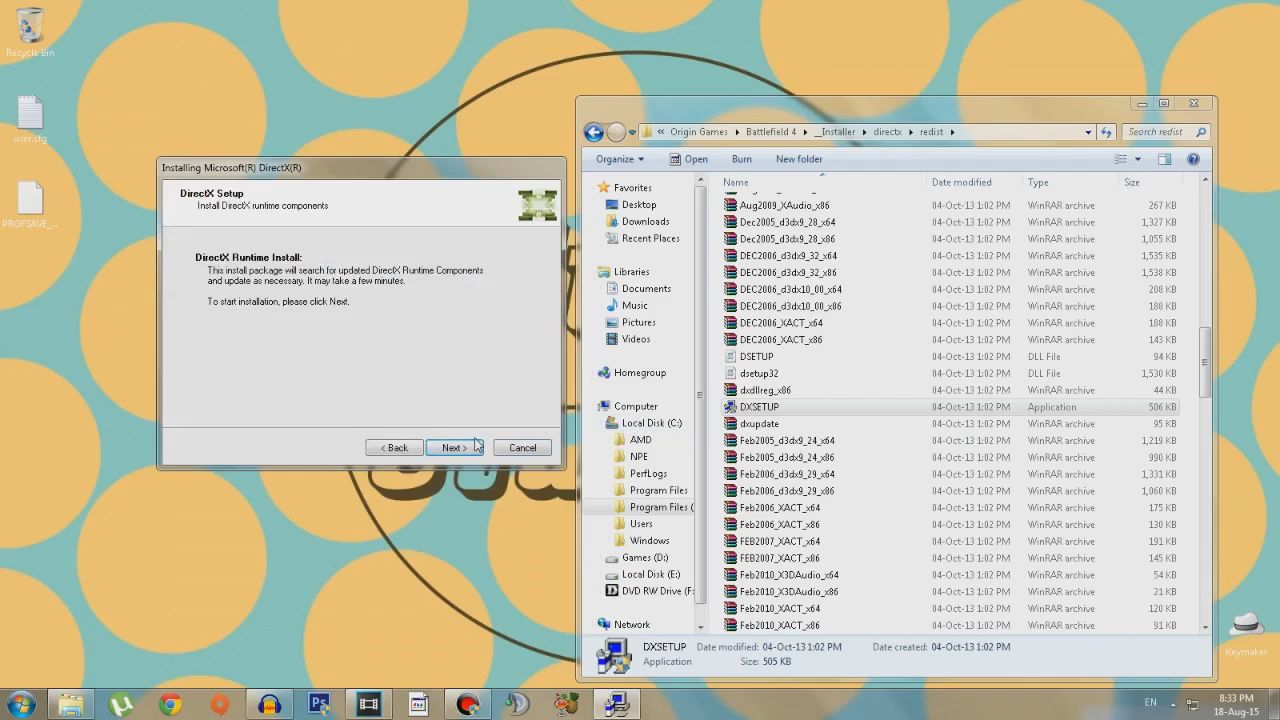 Recycle Bin
user.cfg
PROFSAVE_...
Installing Microsoft(R) DirectX(R)
DirectX Setup
Install DirectX runtime components
DirectX Runtime Install:
This install package will search for updated DirectX Runtime Components
and update as necessary. It may take a few minutes.
To start installation, please click Next.
< Back
Next >
Cancel
« Origin Games ▸ Battlefield 4 ▸ __Installer ▸ directx ▸ redist ▸
Search redist
Organize
Open
Burn
New folder
Favorites
Desktop
Downloads
Recent Places
Libraries
Documents
Music
Pictures
Videos
Homegroup
Computer
Local Disk (C:)
AMD
NPE
PerfLogs
Program Files
Program Files (
Users
Windows
Games (D:)
Local Disk (E:)
DVD RW Drive (F:
Network
Name Date modified Type Size
Aug2009_XAudio_x86 04-Oct-13 1:02 PM WinRAR archive 267 KB
Dec2005_d3dx9_28_x64 04-Oct-13 1:02 PM WinRAR archive 1,327 KB
Dec2005_d3dx9_28_x86 04-Oct-13 1:02 PM WinRAR archive 1,055 KB
DEC2006_d3dx9_32_x64 04-Oct-13 1:02 PM WinRAR archive 1,535 KB
DEC2006_d3dx9_32_x86 04-Oct-13 1:02 PM WinRAR archive 1,538 KB
DEC2006_d3dx10_00_x64 04-Oct-13 1:02 PM WinRAR archive 208 KB
DEC2006_d3dx10_00_x86 04-Oct-13 1:02 PM WinRAR archive 188 KB
DEC2006_XACT_x64 04-Oct-13 1:02 PM WinRAR archive 188 KB
DEC2006_XACT_x86 04-Oct-13 1:02 PM WinRAR archive 143 KB
DSETUP 04-Oct-13 1:02 PM DLL File 94 KB
dsetup32 04-Oct-13 1:02 PM DLL File 1,530 KB
dxdllreg_x86 04-Oct-13 1:02 PM WinRAR archive 44 KB
DXSETUP 04-Oct-13 1:02 PM Application 506 KB
dxupdate 04-Oct-13 1:02 PM WinRAR archive 95 KB
Feb2005_d3dx9_24_x64 04-Oct-13 1:02 PM WinRAR archive 1,219 KB
Feb2005_d3dx9_24_x86 04-Oct-13 1:02 PM WinRAR archive 990 KB
Feb2006_d3dx9_29_x64 04-Oct-13 1:02 PM WinRAR archive 1,331 KB
Feb2006_d3dx9_29_x86 04-Oct-13 1:02 PM WinRAR archive 1,060 KB
Feb2006_XACT_x64 04-Oct-13 1:02 PM WinRAR archive 175 KB
Feb2006_XACT_x86 04-Oct-13 1:02 PM WinRAR archive 130 KB
FEB2007_XACT_x64 04-Oct-13 1:02 PM WinRAR archive 191 KB
FEB2007_XACT_x86 04-Oct-13 1:02 PM WinRAR archive 145 KB
Feb2010_X3DAudio_x64 04-Oct-13 1:02 PM WinRAR archive 54 KB
Feb2010_X3DAudio_x86 04-Oct-13 1:02 PM WinRAR archive 21 KB
Feb2010_XACT_x64 04-Oct-13 1:02 PM WinRAR archive 120 KB
Feb2010_XACT_x86 04-Oct-13 1:02 PM WinRAR archive 91 KB
DXSETUP Date modified: 04-Oct-13 1:02 PM Date created: 04-Oct-13 1:02 PM
Application Size: 505 KB
Keymaker
Ps
EN
8:33 PM
18-Aug-15